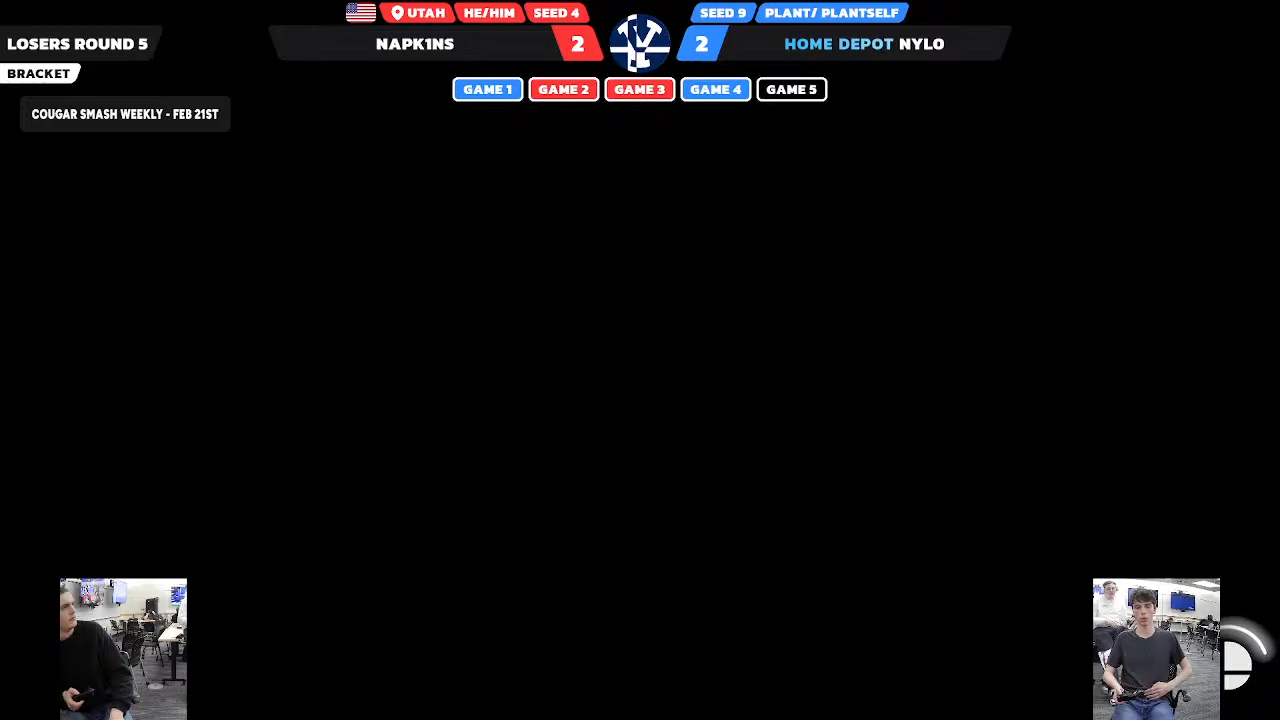 UTAH HE/HIM SEED 4
SEED 9 PLANT/ PLANTSELF
LOSERS ROUND 5
NAPK1NS 2
2 HOME DEPOT NYLO
BRACKET
GAME 1 GAME 2 GAME 3 GAME 4 GAME 5
COUGAR SMASH WEEKLY - FEB 21ST